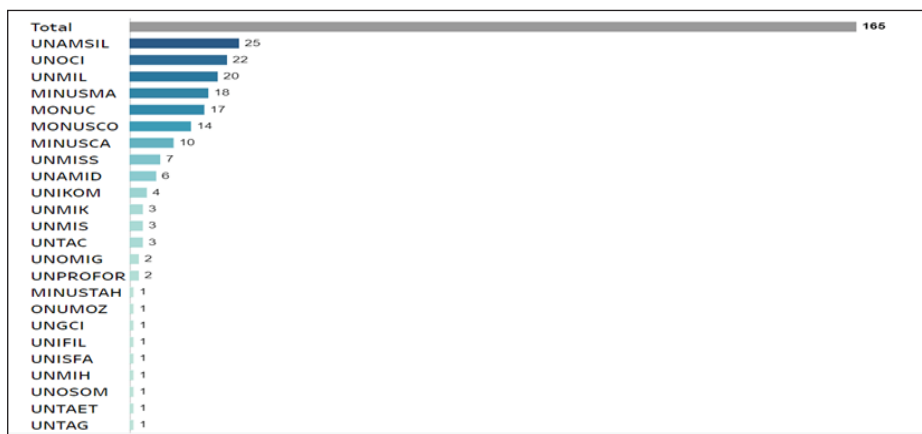 Total 165
UNAMSIL 25
UNOCI 22
UNMIL 20
MINUSMA 18
MONUC 17
MONUSCO 14
MINUSCA 10
UNMISS 7
UNAMID 6
UNIKOM 4
UNMIK 3
UNMIS 3
UNTAC 3
UNOMIG 2
UNPROFOR 2
MINUSTAH 1
ONUMOZ 1
UNGCI 1
UNIFIL 1
UNISFA 1
UNMIH 1
UNOSOM 1
UNTAET 1
UNTAG 1